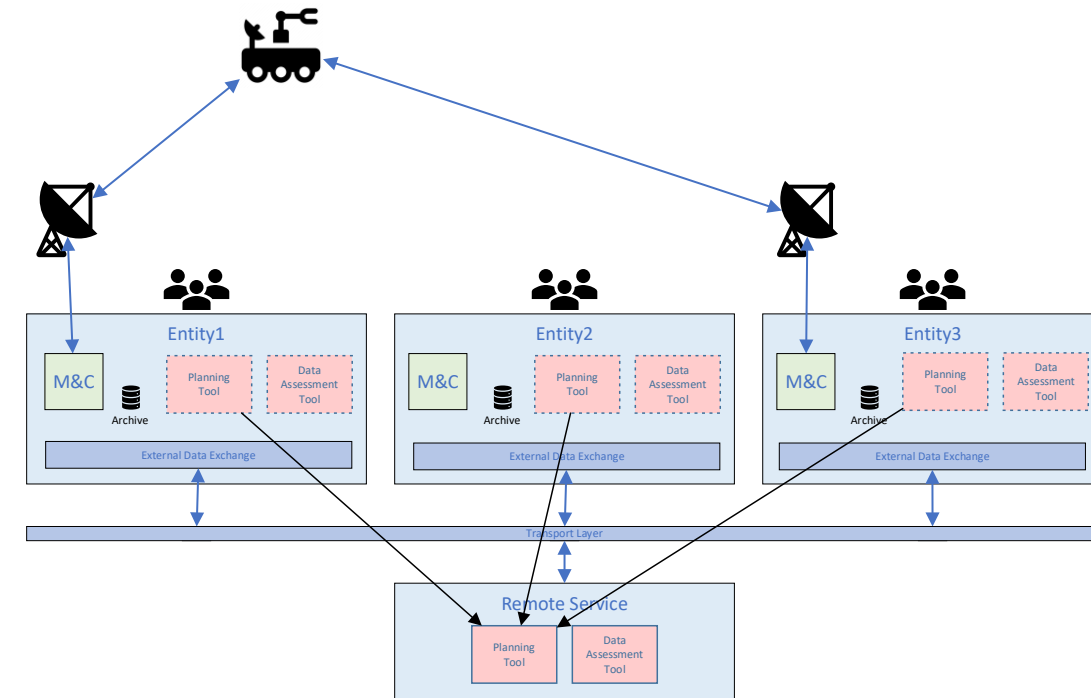 Entity1
M&C
Archive
Planning
Tool
Data
Assessment
Tool
External Data Exchange
Entity2
M&C
Archive
Planning
Tool
Data
Assessment
Tool
External Data Exchange
Entity3
M&C
Archive
Planning
Tool
Data
Assessment
Tool
External Data Exchange
Transport Layer
Remote Service
Planning
Tool
Data
Assessment
Tool